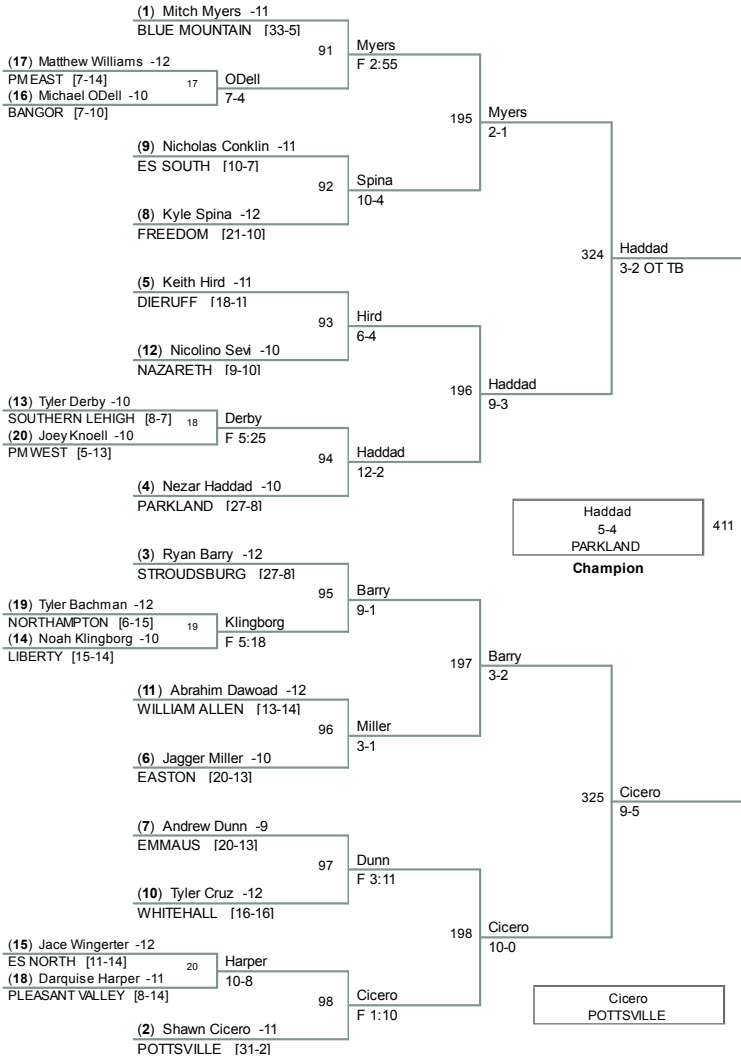 (1) Mitch Myers -11
BLUE MOUNTAIN [33-5]
91
Myers
F 2:55
(17) Matthew Williams -12
PM EAST [7-14]
17
ODell
7-4
(16) Michael ODell -10
BANGOR [7-10]
195
Myers
2-1
(9) Nicholas Conklin -11
ES SOUTH [10-7]
92
Spina
10-4
(8) Kyle Spina -12
FREEDOM [21-10]
324
Haddad
3-2 OT TB
(5) Keith Hird -11
DIERUFF [18-1]
93
Hird
6-4
(12) Nicolino Sevi -10
NAZARETH [9-10]
196
Haddad
9-3
(13) Tyler Derby -10
SOUTHERN LEHIGH [8-7]
18
Derby
F 5:25
(20) Joey Knoell -10
PM WEST [5-13]
94
Haddad
12-2
(4) Nezar Haddad -10
PARKLAND [27-8]
Haddad
5-4
PARKLAND
411
Champion
(3) Ryan Barry -12
STROUDSBURG [27-8]
95
Barry
9-1
(19) Tyler Bachman -12
NORTHAMPTON [6-15]
19
Klingborg
F 5:18
(14) Noah Klingborg -10
LIBERTY [15-14]
197
Barry
3-2
(11) Abrahim Dawoad -12
WILLIAM ALLEN [13-14]
96
Miller
3-1
(6) Jagger Miller -10
EASTON [20-13]
325
Cicero
9-5
(7) Andrew Dunn -9
EMMAUS [20-13]
97
Dunn
F 3:11
(10) Tyler Cruz -12
WHITEHALL [16-16]
198
Cicero
10-0
(15) Jace Wingerter -12
ES NORTH [11-14]
20
Harper
10-8
(18) Darquise Harper -11
PLEASANT VALLEY [8-14]
98
Cicero
F 1:10
(2) Shawn Cicero -11
POTTSVILLE [31-2]
Cicero
POTTSVILLE